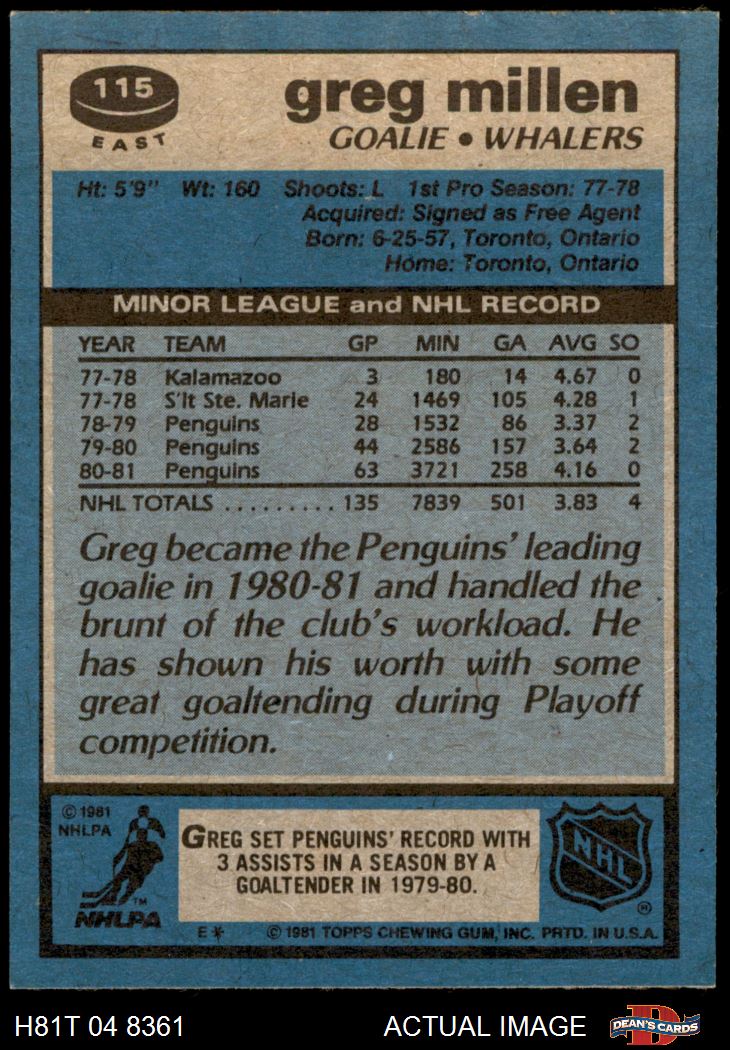 115
EAST
greg millen
GOALIE • WHALERS
Ht: 5'9" Wt: 160 Shoots: L 1st Pro Season: 77-78
Acquired: Signed as Free Agent
Born: 6-25-57, Toronto, Ontario
Home: Toronto, Ontario
MINOR LEAGUE and NHL RECORD
YEAR TEAM GP MIN GA AVG SO
77-78 Kalamazoo 3 180 14 4.67 0
77-78 S'lt Ste. Marie 24 1469 105 4.28 1
78-79 Penguins 28 1532 86 3.37 2
79-80 Penguins 44 2586 157 3.64 2
80-81 Penguins 63 3721 258 4.16 0
NHL TOTALS ......... 135 7839 501 3.83 4
Greg became the Penguins' leading
goalie in 1980-81 and handled the
brunt of the club's workload. He
has shown his worth with some
great goaltending during Playoff
competition.
© 1981
NHLPA
TM
NHLPA
GREG SET PENGUINS' RECORD WITH
3 ASSISTS IN A SEASON BY A
GOALTENDER IN 1979-80.
NHL
®
E* © 1981 TOPPS CHEWING GUM, INC. PRTD. IN U.S.A.
H81T 04 8361 ACTUAL IMAGE
D
DEAN'S CARDS